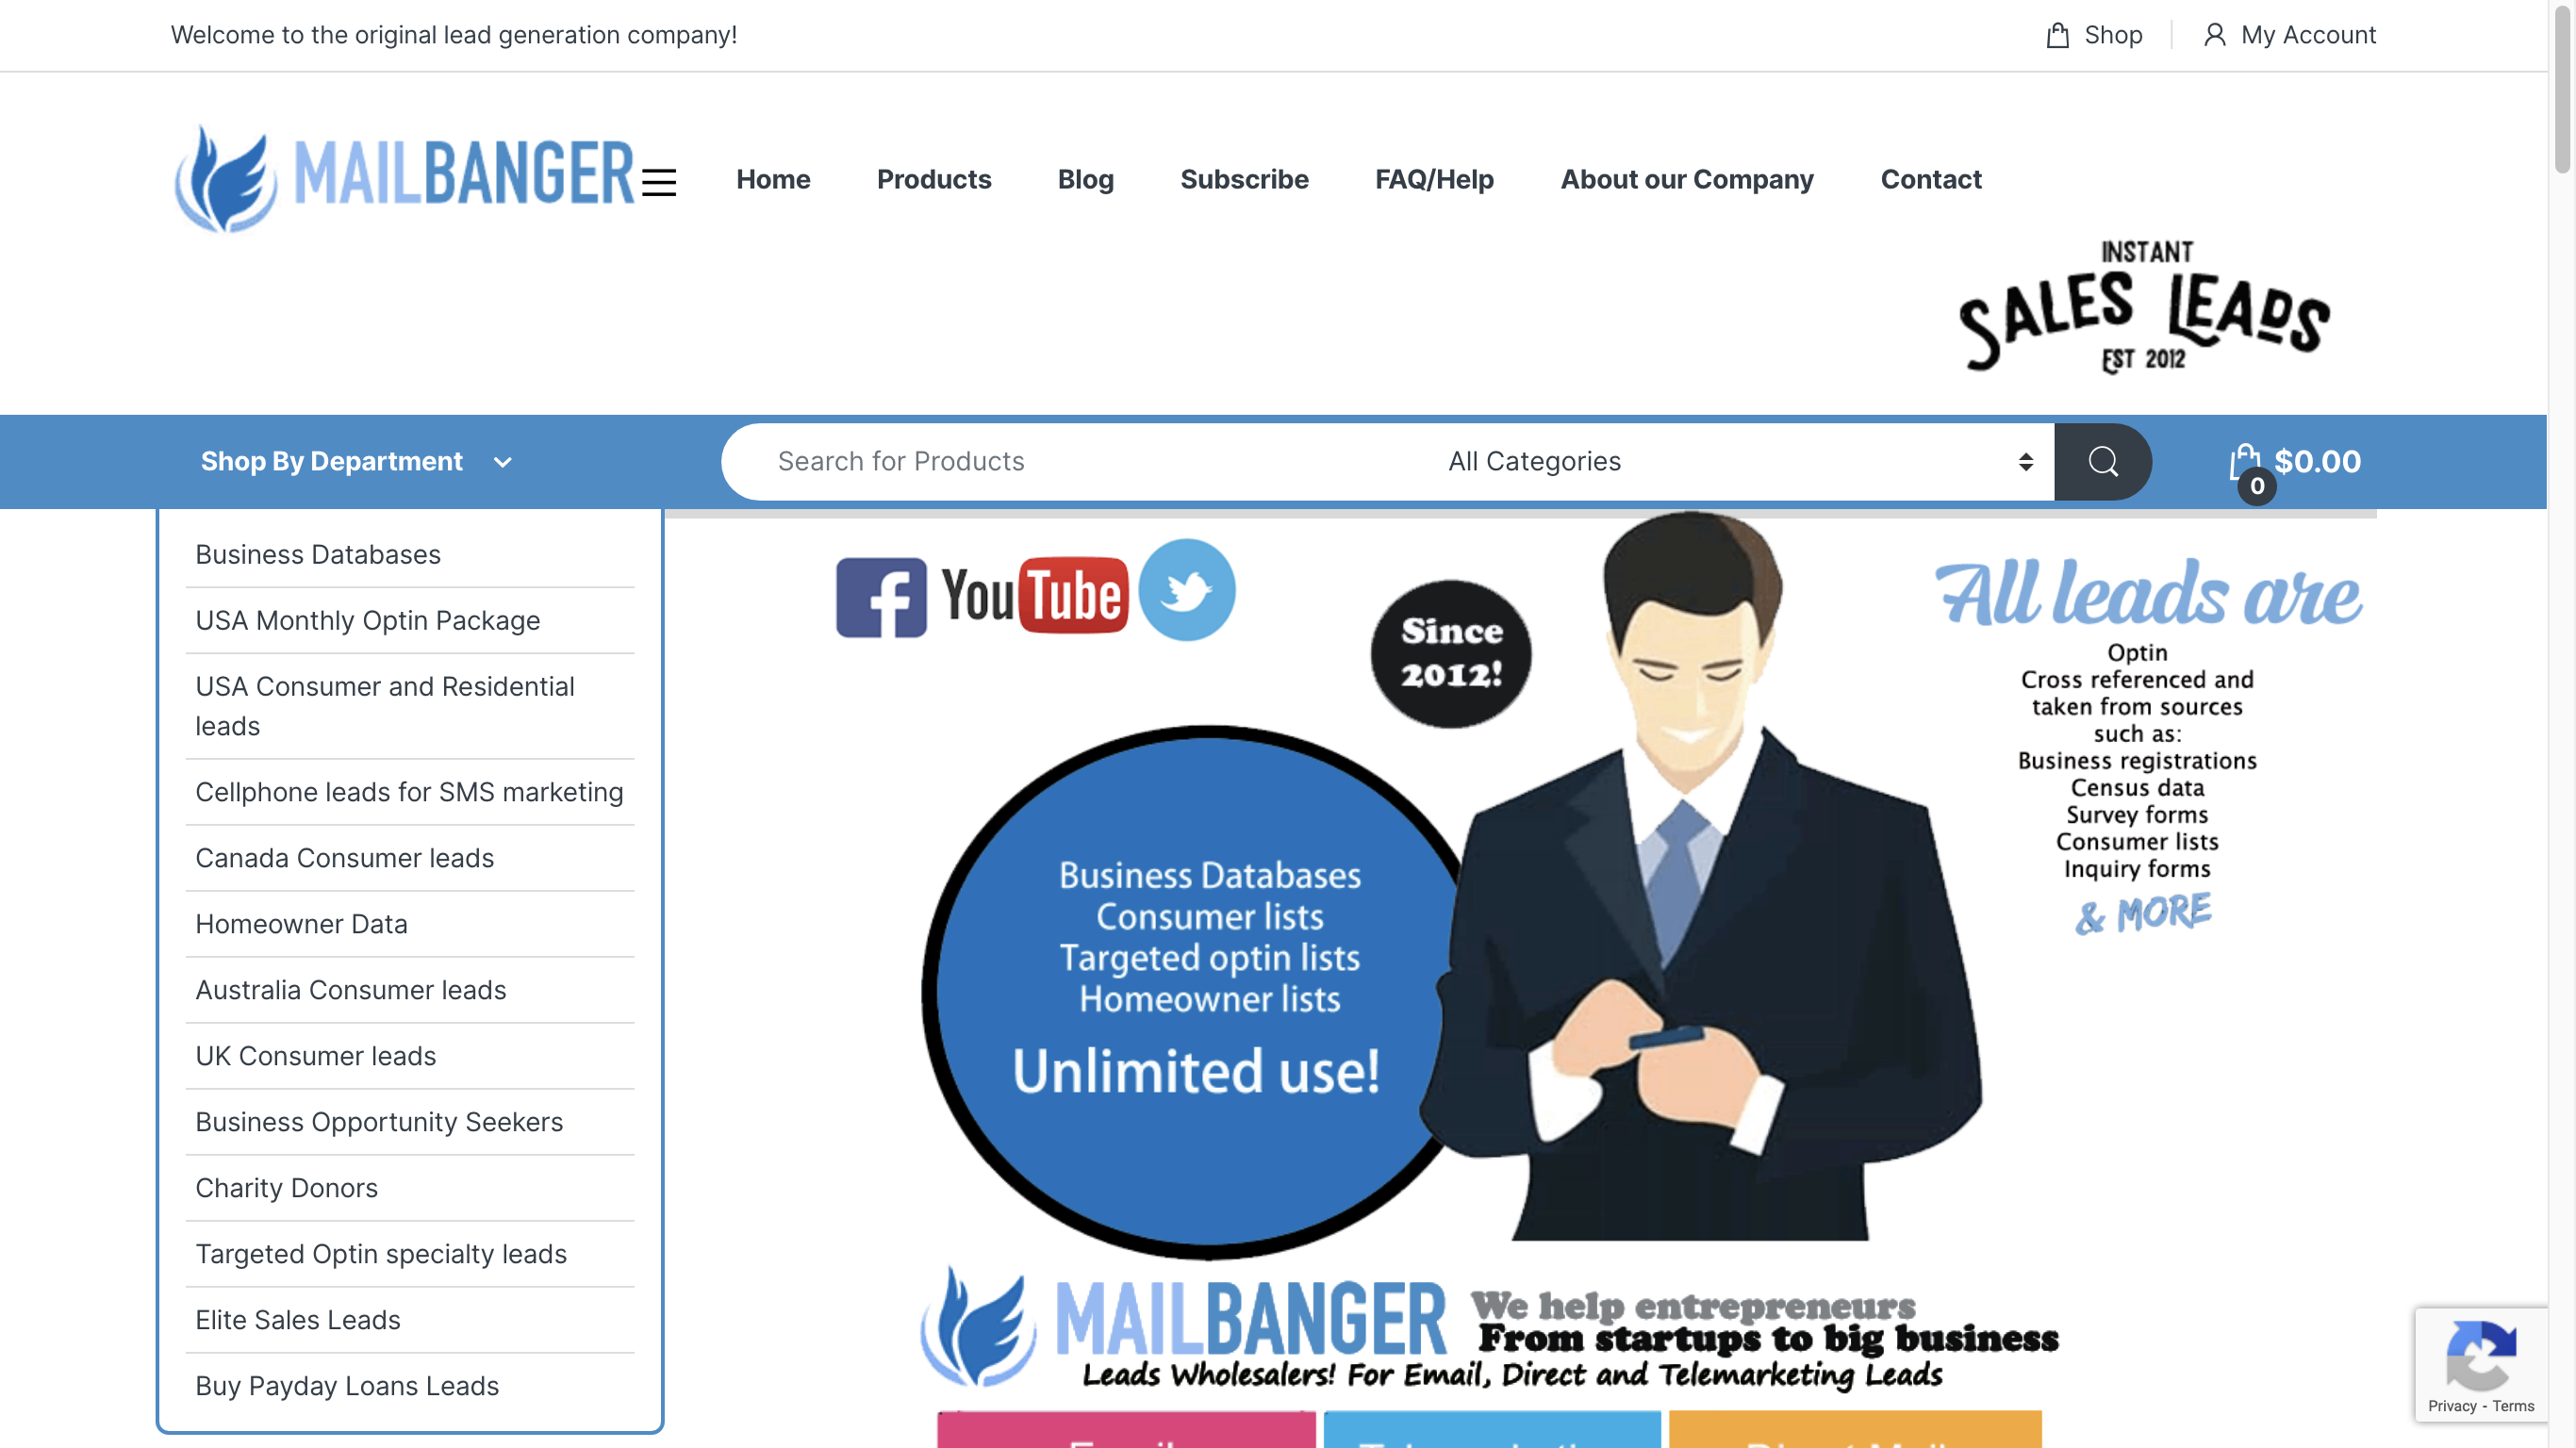 Welcome to the original lead generation company!
Shop
My Account
MAILBANGER
Home
Products
Blog
Subscribe
FAQ/Help
About our Company
Contact
INSTANT
SALES LEADS
EST 2012
Shop By Department
Search for Products
All Categories
$0.00
0
Business Databases
USA Monthly Optin Package
USA Consumer and Residential
leads
Cellphone leads for SMS marketing
Canada Consumer leads
Homeowner Data
Australia Consumer leads
UK Consumer leads
Business Opportunity Seekers
Charity Donors
Targeted Optin specialty leads
Elite Sales Leads
Buy Payday Loans Leads
f YouTube
Since
2012!
Business Databases
Consumer lists
Targeted optin lists
Homeowner lists
Unlimited use!
All leads are
Optin
Cross referenced and
taken from sources
such as:
Business registrations
Census data
Survey forms
Consumer lists
Inquiry forms
& MORE
MAILBANGER
We help entrepreneurs
From startups to big business
Leads Wholesalers! For Email, Direct and Telemarketing Leads
Privacy - Terms